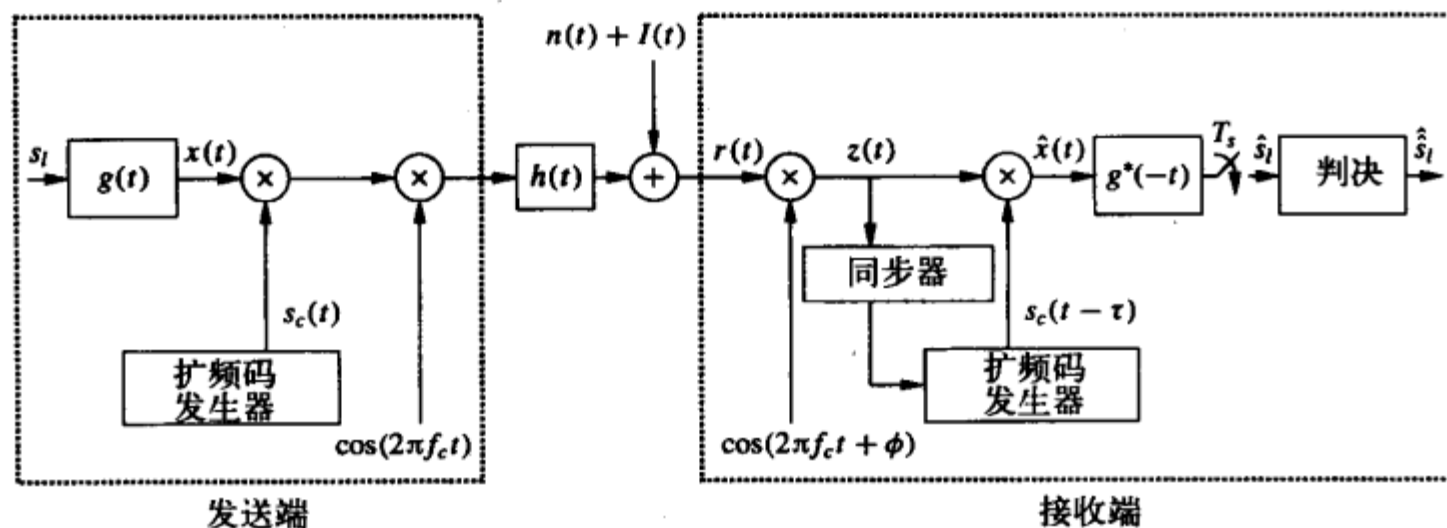 n(t) + I(t)
s_l
g(t)
x(t)
×
×
h(t)
+
r(t)
×
z(t)
×
x̂(t)
g*(−t)
T_s
ŝ_l
判决
ŝ̂_l
同步器
s_c(t)
s_c(t − τ)
扩频码
发生器
扩频码
发生器
cos(2πf_ct)
cos(2πf_ct + ϕ)
发送端
接收端